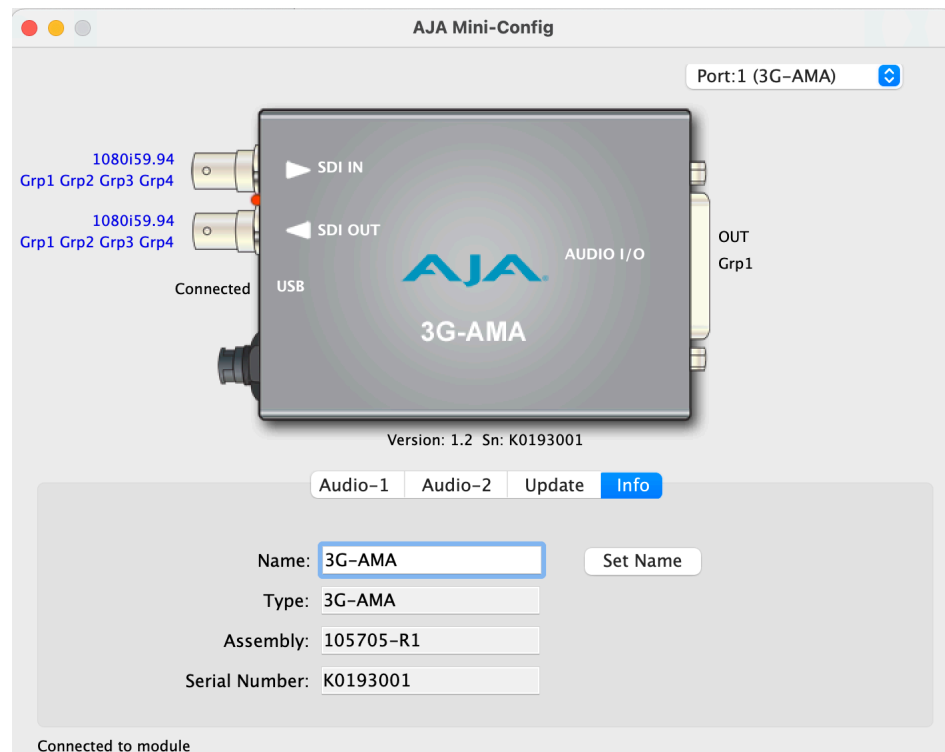 AJA Mini-Config
Port:1 (3G-AMA)
1080i59.94
Grp1 Grp2 Grp3 Grp4
SDI IN
1080i59.94
Grp1 Grp2 Grp3 Grp4
SDI OUT
AUDIO I/O
OUT
Grp1
Connected
USB
AJA
3G-AMA
Version: 1.2 Sn: K0193001
Audio-1 Audio-2 Update Info
Name: 3G-AMA Set Name
Type: 3G-AMA
Assembly: 105705-R1
Serial Number: K0193001
Connected to module